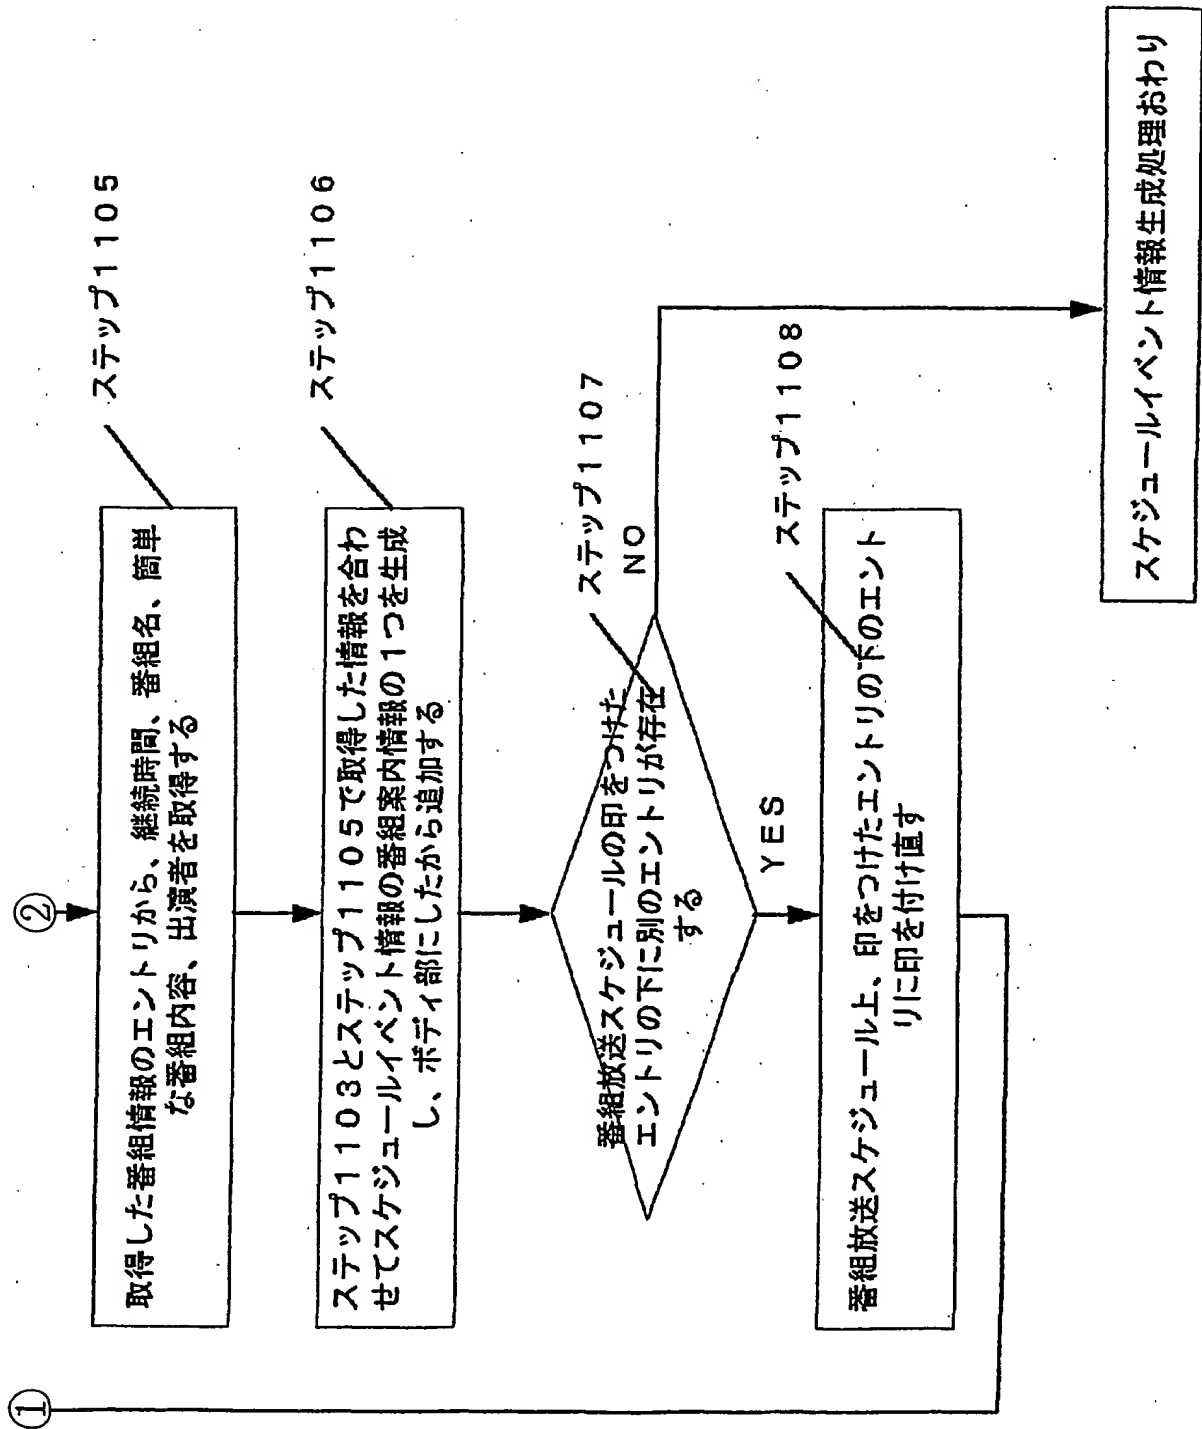 ①
②
取得した番組情報のエントリから、継続時間、番組名、簡単
な番組内容、出演者を取得する
ステップ1105
ステップ1103とステップ1105で取得した情報を合わ
せてスケジュールイベント情報の番組案内情報の1つを生成
し、ボディ部にしたから追加する
ステップ1106
番組放送スケジュールの印をつけた
エントリの下に別のエントリが存在
する
ステップ1107
NO
YES
番組放送スケジュール上、印をつけたエントリの下のエント
リに印を付け直す
ステップ1108
スケジュールイベント情報生成処理おわり